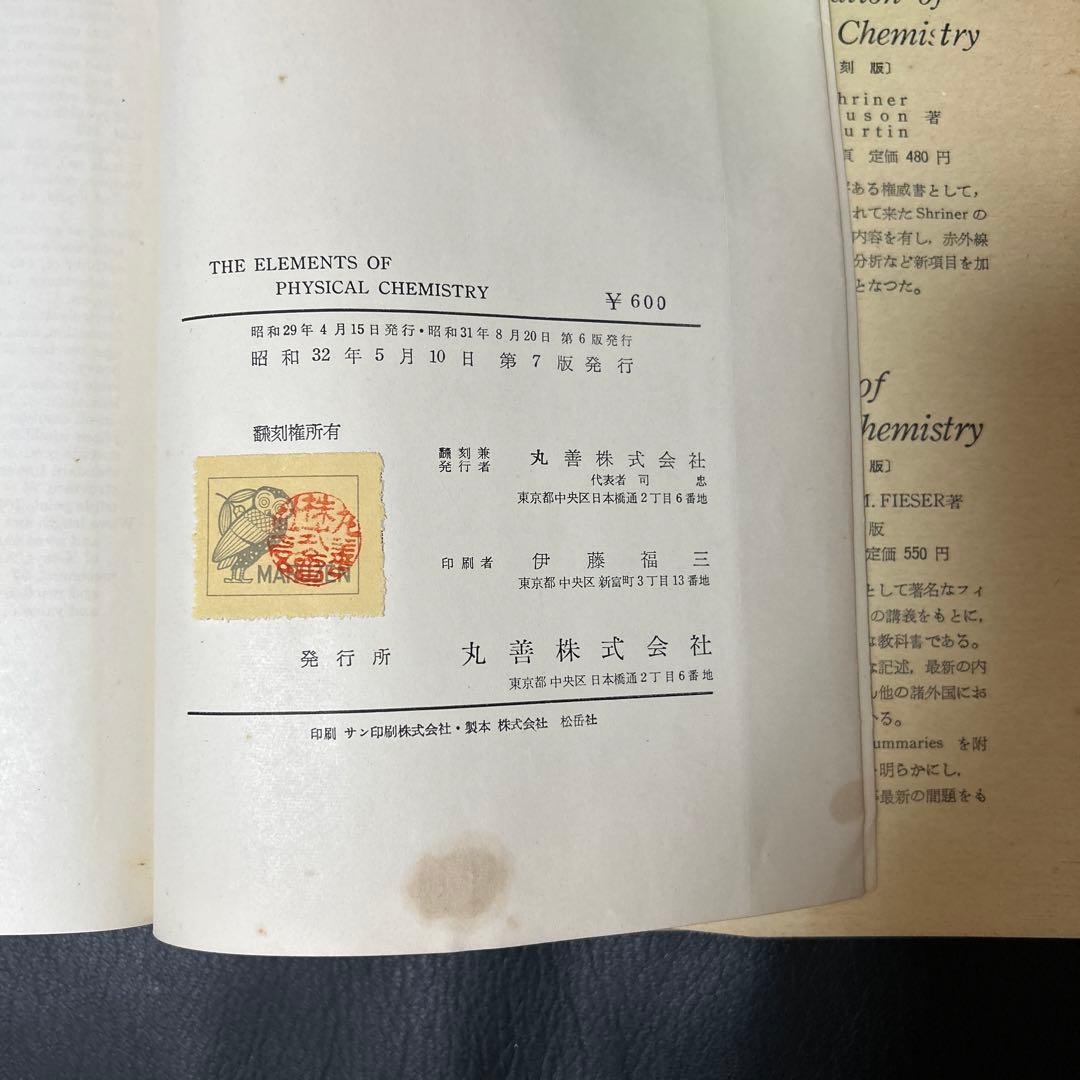 THE ELEMENTS OF
PHYSICAL CHEMISTRY
¥600
昭和29年4月15日発行・昭和31年8月20日 第6版発行
昭和32年5月10日 第7版発行
翻刻権所有
MARUZEN
翻刻兼
発行者
丸善株式会社
代表者 司 忠
東京都中央区日本橋通2丁目6番地
印刷者 伊藤福三
東京都中央区新富町3丁目13番地
発行所 丸善株式会社
東京都中央区日本橋通2丁目6番地
印刷 サン印刷株式会社・製本 株式会社 松岳社
of
Chemistry
刻版〕
hriner
uson 著
urtin
頁 定価 480 円
ある権威書として,
れて来たShrinerの
内容を有し, 赤外線
分析など新項目を加
となつた。
of
hemistry
版〕
M. FIESER著
版
定価 550 円
として著名なフィ
の講義をもとに,
な教科書である。
記述, 最新の内
他の諸外国にお
る。
ummaries を附
明らかにし,
最新の問題をも